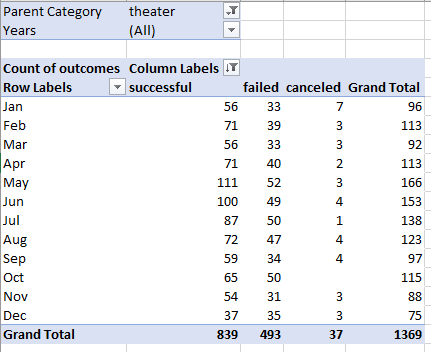 Parent Category theater
Years (All)
Count of outcomes Column Labels
Row Labels successful failed canceled Grand Total
Jan 56 33 7 96
Feb 71 39 3 113
Mar 56 33 3 92
Apr 71 40 2 113
May 111 52 3 166
Jun 100 49 4 153
Jul 87 50 1 138
Aug 72 47 4 123
Sep 59 34 4 97
Oct 65 50 115
Nov 54 31 3 88
Dec 37 35 3 75
Grand Total 839 493 37 1369